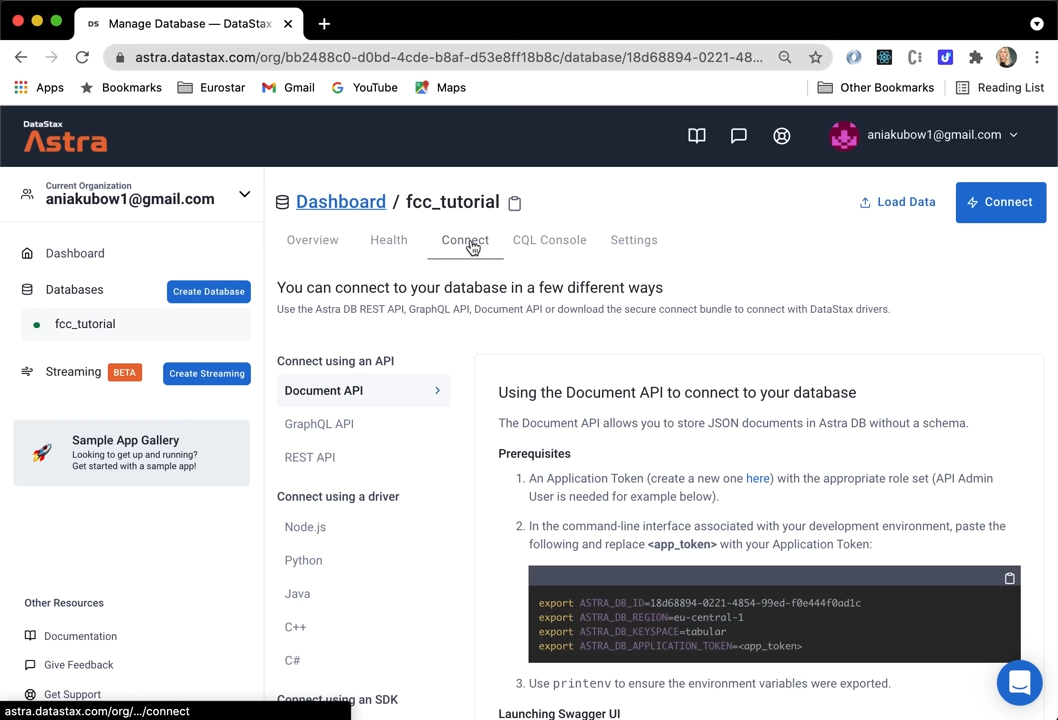 DS Manage Database — DataStax
astra.datastax.com/org/bb2488c0-d0bd-4cde-b8af-d53e8ff18b8c/database/18d68894-0221-48...
Apps
Bookmarks
Eurostar
Gmail
YouTube
Maps
Other Bookmarks
Reading List
DataStax
Astra
aniakubow1@gmail.com
Current Organization
aniakubow1@gmail.com
Dashboard
Databases
Create Database
fcc_tutorial
Streaming
BETA
Create Streaming
Sample App Gallery
Looking to get up and running?
Get started with a sample app!
Other Resources
Documentation
Give Feedback
Get Support
astra.datastax.com/org/.../connect
Dashboard / fcc_tutorial
Load Data
Connect
Overview
Health
Connect
CQL Console
Settings
You can connect to your database in a few different ways
Use the Astra DB REST API, GraphQL API, Document API or download the secure connect bundle to connect with DataStax drivers.
Connect using an API
Document API
GraphQL API
REST API
Connect using a driver
Node.js
Python
Java
C++
C#
Connect using an SDK
Using the Document API to connect to your database
The Document API allows you to store JSON documents in Astra DB without a schema.
Prerequisites
1. An Application Token (create a new one here) with the appropriate role set (API Admin
User is needed for example below).
2. In the command-line interface associated with your development environment, paste the
following and replace <app_token> with your Application Token:
export ASTRA_DB_ID=18d68894-0221-4854-99ed-f0e444f0ad1c
export ASTRA_DB_REGION=eu-central-1
export ASTRA_DB_KEYSPACE=tabular
export ASTRA_DB_APPLICATION_TOKEN=<app_token>
3. Use printenv to ensure the environment variables were exported.
Launching Swagger UI